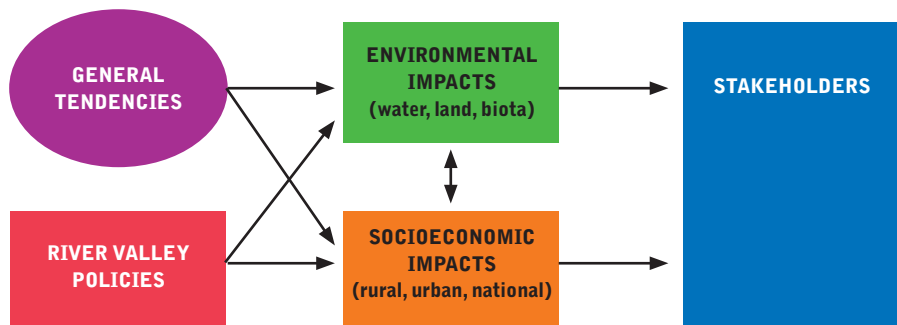 GENERAL
TENDENCIES
ENVIRONMENTAL
IMPACTS
(water, land, biota)
STAKEHOLDERS
RIVER VALLEY
POLICIES
SOCIOECONOMIC
IMPACTS
(rural, urban, national)